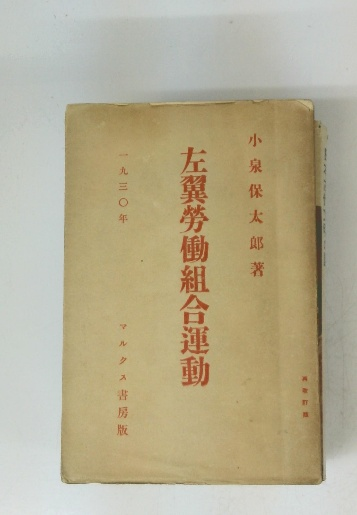 小泉保太郎著
左翼勞働組合運動
一九三〇年
マルクス書房版